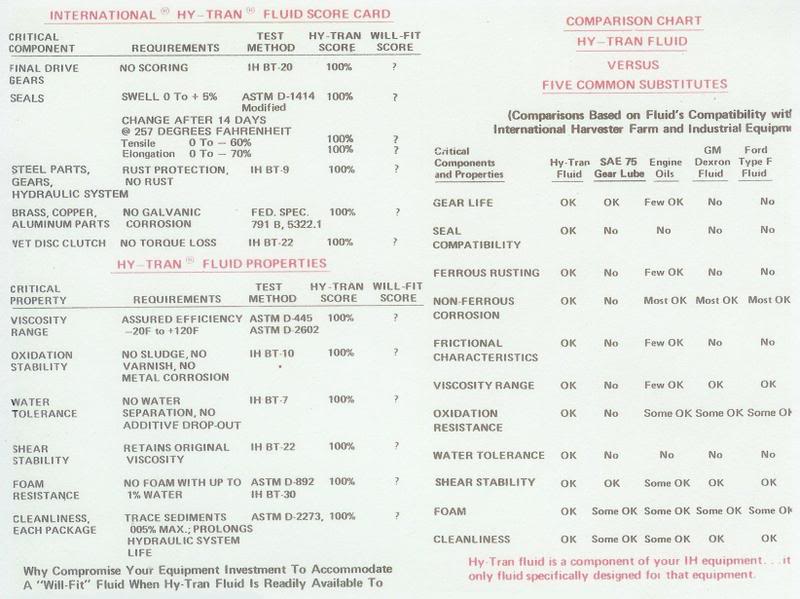 INTERNATIONAL ® HY-TRAN ® FLUID SCORE CARD
CRITICAL COMPONENT REQUIREMENTS TEST METHOD HY-TRAN SCORE WILL-FIT SCORE
FINAL DRIVE GEARS NO SCORING IH BT-20 100% ?
SEALS SWELL 0 To + 5% ASTM D-1414 100% ?
Modified
CHANGE AFTER 14 DAYS
@ 257 DEGREES FAHRENHEIT
Tensile 0 To — 60% 100% ?
Elongation 0 To — 70% 100% ?
STEEL PARTS, RUST PROTECTION, IH BT-9 100% ?
GEARS, NO RUST
HYDRAULIC SYSTEM
BRASS, COPPER, NO GALVANIC FED. SPEC. 100% ?
ALUMINUM PARTS CORROSION 791 B, 5322.1
WET DISC CLUTCH NO TORQUE LOSS IH BT-22 100% ?
HY-TRAN ® FLUID PROPERTIES
CRITICAL PROPERTY REQUIREMENTS TEST METHOD HY-TRAN SCORE WILL-FIT SCORE
VISCOSITY ASSURED EFFICIENCY ASTM D-445 100% ?
RANGE —20F to +120F ASTM D-2602
OXIDATION NO SLUDGE, NO IH BT-10 100% ?
STABILITY VARNISH, NO
METAL CORROSION
WATER NO WATER IH BT-7 100% ?
TOLERANCE SEPARATION, NO
ADDITIVE DROP-OUT
SHEAR RETAINS ORIGINAL IH BT-22 100% ?
STABILITY VISCOSITY
FOAM NO FOAM WITH UP TO ASTM D-892 100% ?
RESISTANCE 1% WATER IH BT-30
CLEANLINESS, TRACE SEDIMENTS ASTM D-2273, 100% ?
EACH PACKAGE 005% MAX.; PROLONGS
HYDRAULIC SYSTEM
LIFE
Why Compromise Your Equipment Investment To Accommodate
A "Will-Fit" Fluid When Hy-Tran Fluid Is Readily Available To
COMPARISON CHART
HY—TRAN FLUID
VERSUS
FIVE COMMON SUBSTITUTES
(Comparisons Based on Fluid's Compatibility with
International Harvester Farm and Industrial Equipme
Critical Components and Properties Hy-Tran Fluid SAE 75 Gear Lube Engine Oils GM Dexron Fluid Ford Type F Fluid
GEAR LIFE OK OK Few OK No No
SEAL COMPATIBILITY OK No No No No
FERROUS RUSTING OK No Few OK No No
NON-FERROUS CORROSION OK No Most OK Most OK Most OK
FRICTIONAL CHARACTERISTICS OK No Few OK No No
VISCOSITY RANGE OK No Few OK OK OK
OXIDATION RESISTANCE OK No Some OK Some OK Some OK
WATER TOLERANCE OK No No No No
SHEAR STABILITY OK OK Some OK OK OK
FOAM OK Some OK Some OK Some OK Some OK
CLEANLINESS OK Some OK Some OK OK OK
Hy-Tran fluid is a component of your IH equipment. . .it
only fluid specifically designed for that equipment.